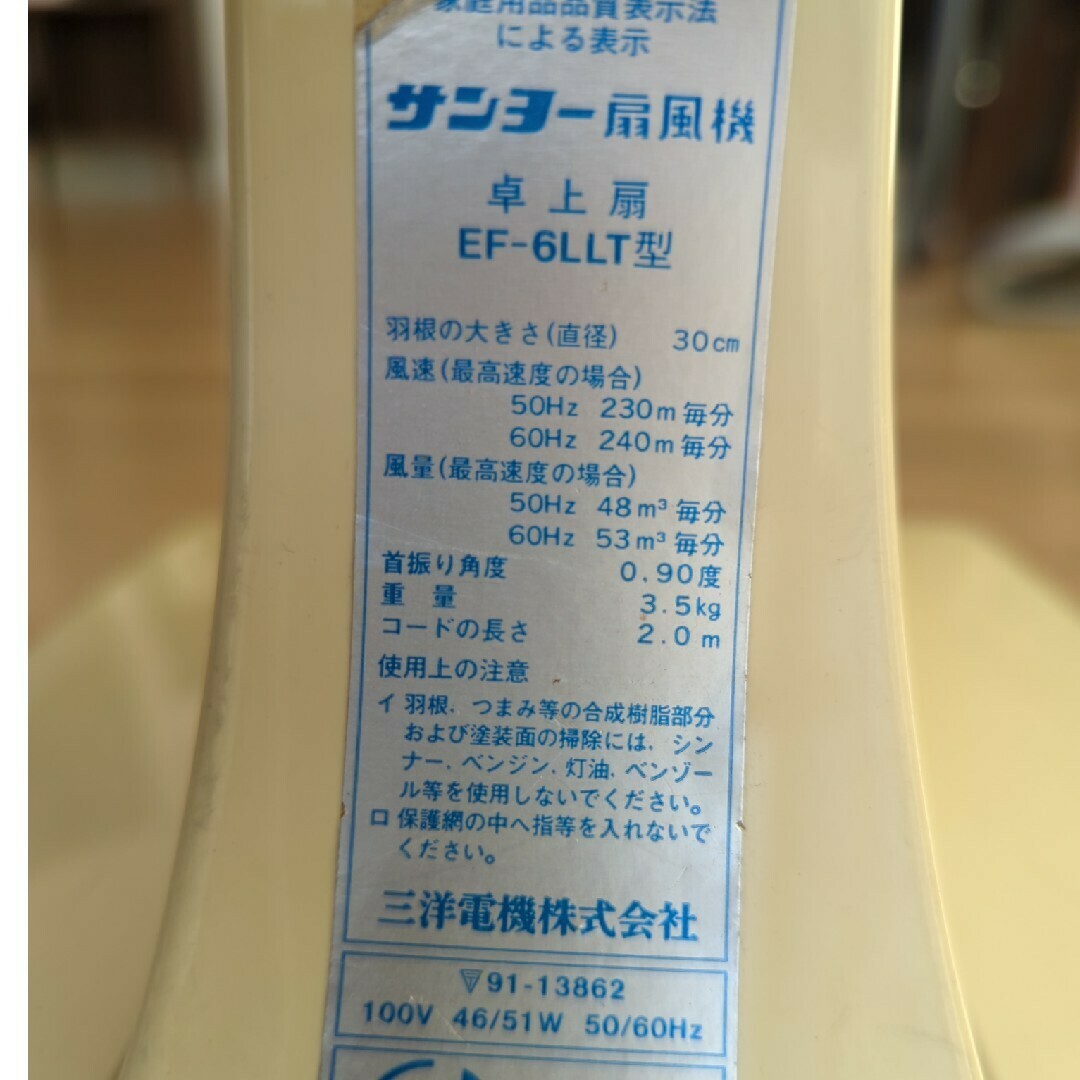 家庭用品品質表示法
による表示
サンヨー扇風機
卓上扇
EF-6LLT型
羽根の大きさ(直径) 30cm
風速(最高速度の場合)
50Hz 230m毎分
60Hz 240m毎分
風量(最高速度の場合)
50Hz 48m³毎分
60Hz 53m³毎分
首振り角度 0.90度
重量 3.5kg
コードの長さ 2.0m
使用上の注意
イ 羽根、つまみ等の合成樹脂部分
および塗装面の掃除には、シン
ナー、ベンジン、灯油、ベンゾー
ル等を使用しないでください。
ロ 保護網の中へ指等を入れないで
ください。
三洋電機株式会社
91-13862
100V 46/51W 50/60Hz